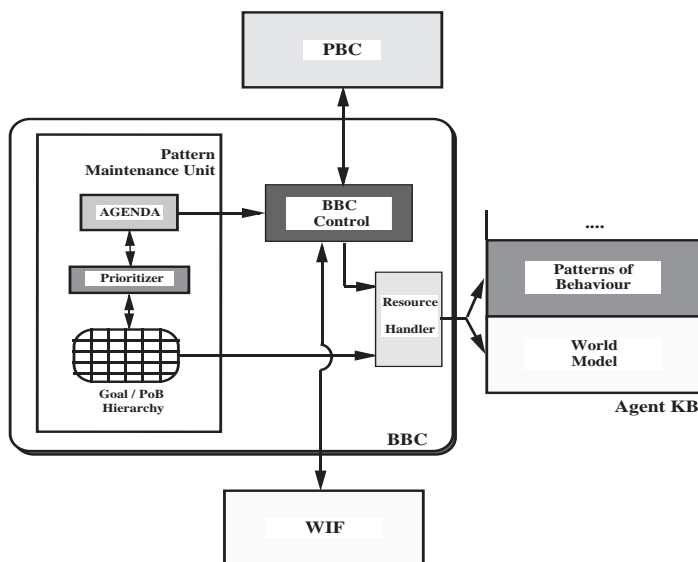 PBC
Pattern
Maintenance Unit
AGENDA
Prioritizer
Goal / PoB
Hierarchy
BBC
Control
Resource
Handler
BBC
....
Patterns of
Behaviour
World
Model
Agent KB
WIF